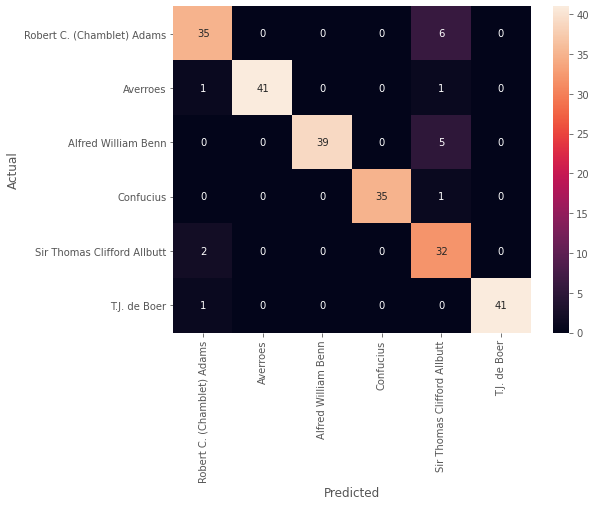 Robert C. (Chamblet) Adams 35 0 0 0 6 0
Averroes 1 41 0 0 1 0
Alfred William Benn 0 0 39 0 5 0
Confucius 0 0 0 35 1 0
Sir Thomas Clifford Allbutt 2 0 0 0 32 0
T.J. de Boer 1 0 0 0 0 41
Actual
Robert C. (Chamblet) Adams
Averroes
Alfred William Benn
Confucius
Sir Thomas Clifford Allbutt
T.J. de Boer
Predicted
40
35
30
25
20
15
10
5
0